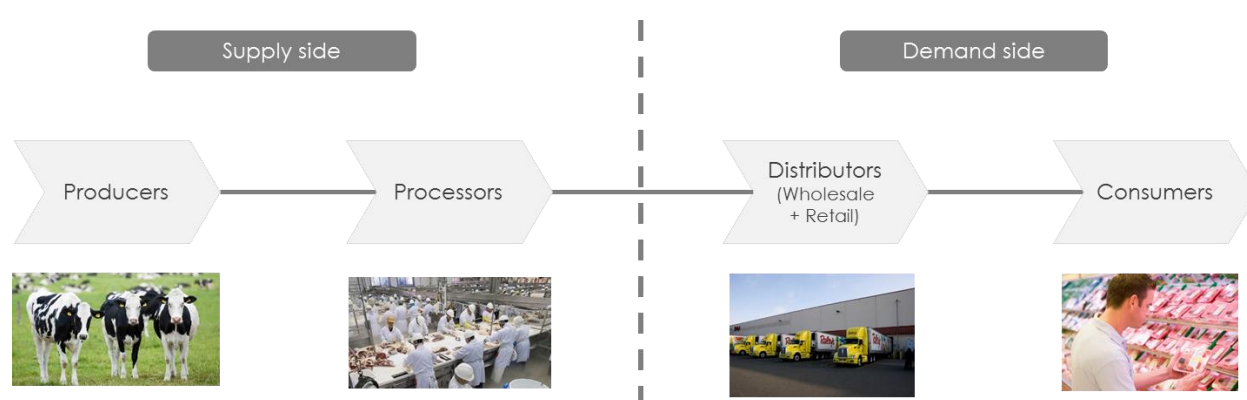 Supply side
Demand side
Producers
Processors
Distributors
(Wholesale
+ Retail)
Consumers